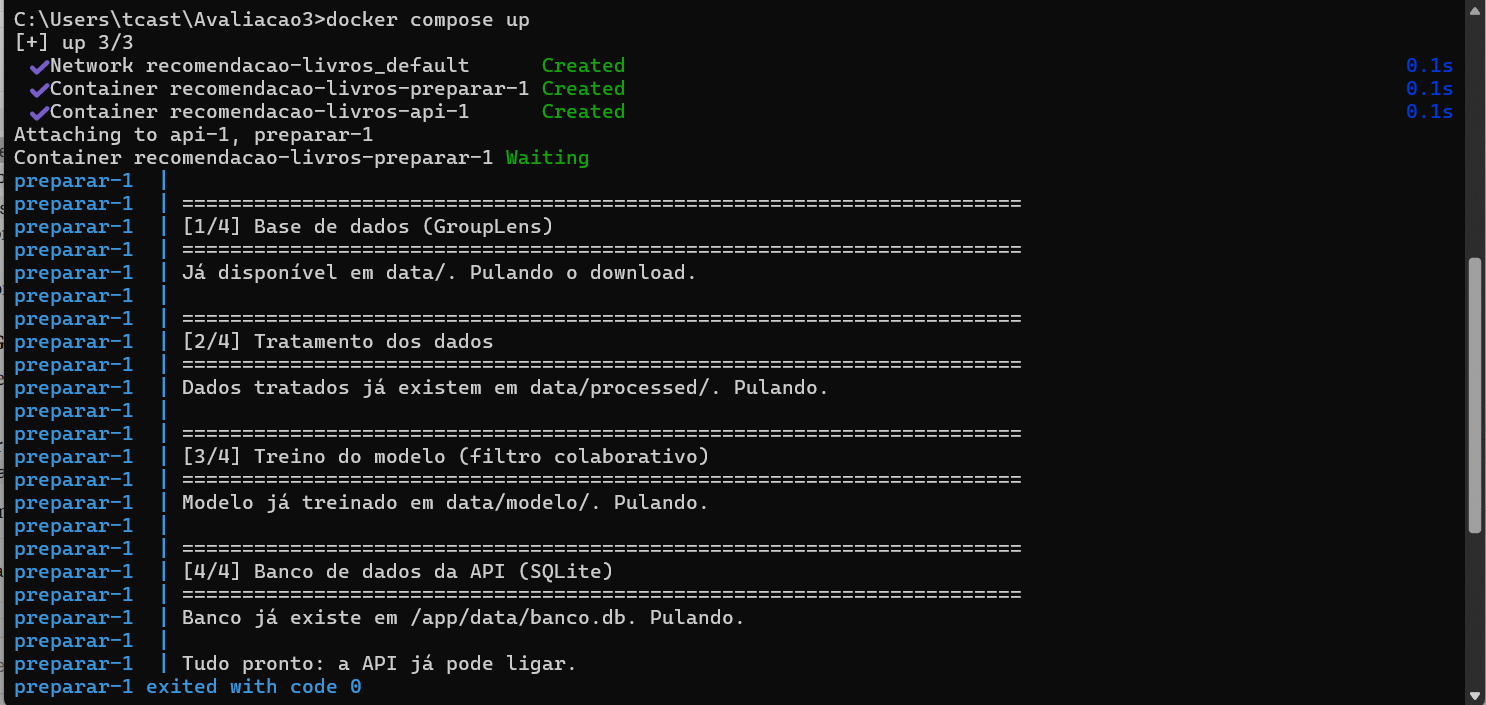 C:\Users\tcast\Avaliacao3>docker compose up
[+] up 3/3
✔Network recomendacao-livros_default Created 0.1s
✔Container recomendacao-livros-preparar-1 Created 0.1s
✔Container recomendacao-livros-api-1 Created 0.1s
Attaching to api-1, preparar-1
Container recomendacao-livros-preparar-1 Waiting
preparar-1 |
preparar-1 | ======================================================================
preparar-1 | [1/4] Base de dados (GroupLens)
preparar-1 | ======================================================================
preparar-1 | Já disponível em data/. Pulando o download.
preparar-1 |
preparar-1 | ======================================================================
preparar-1 | [2/4] Tratamento dos dados
preparar-1 | ======================================================================
preparar-1 | Dados tratados já existem em data/processed/. Pulando.
preparar-1 |
preparar-1 | ======================================================================
preparar-1 | [3/4] Treino do modelo (filtro colaborativo)
preparar-1 | ======================================================================
preparar-1 | Modelo já treinado em data/modelo/. Pulando.
preparar-1 |
preparar-1 | ======================================================================
preparar-1 | [4/4] Banco de dados da API (SQLite)
preparar-1 | ======================================================================
preparar-1 | Banco já existe em /app/data/banco.db. Pulando.
preparar-1 |
preparar-1 | Tudo pronto: a API já pode ligar.
preparar-1 exited with code 0